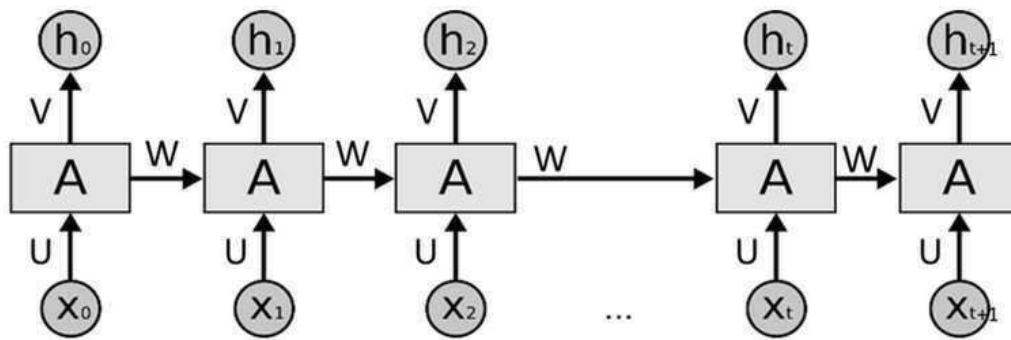 h0 h1 h2 ht ht+1
V V V V V
A W A W A W A W A
U U U U U
x0 x1 x2 ... xt xt+1